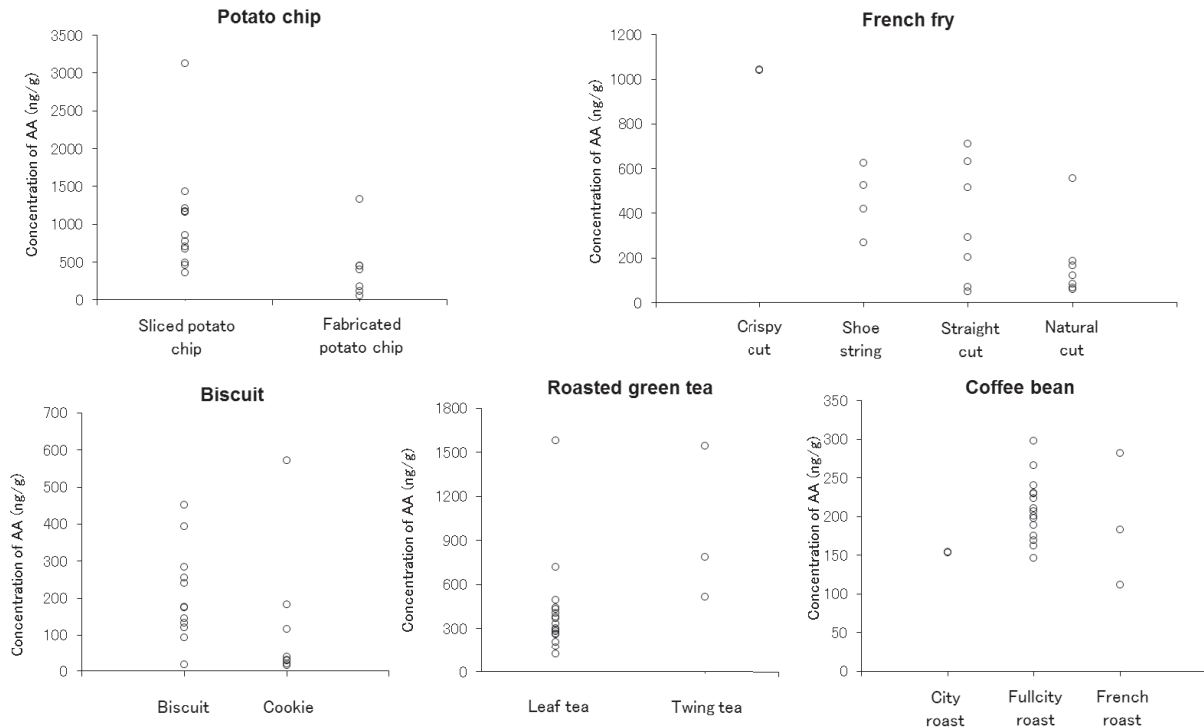 Potato chip
Concentration of AA (ng/g)
3500
3000
2500
2000
1500
1000
500
0
Sliced potato
chip
Fabricated
potato chip
French fry
Concentration of AA (ng/g)
1200
1000
800
600
400
200
0
Crispy
cut
Shoe
string
Straight
cut
Natural
cut
Biscuit
Concentration of AA (ng/g)
700
600
500
400
300
200
100
0
Biscuit
Cookie
Roasted green tea
Concentration of AA (ng/g)
1800
1500
1200
900
600
300
0
Leaf tea
Twing tea
Coffee bean
Concentration of AA (ng/g)
350
300
250
200
150
100
50
0
City
roast
Fullcity
roast
French
roast